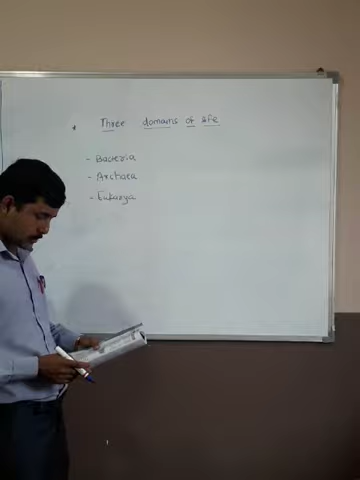 * Three domains of life
- Bacteria
- Archaea
- Eukarya